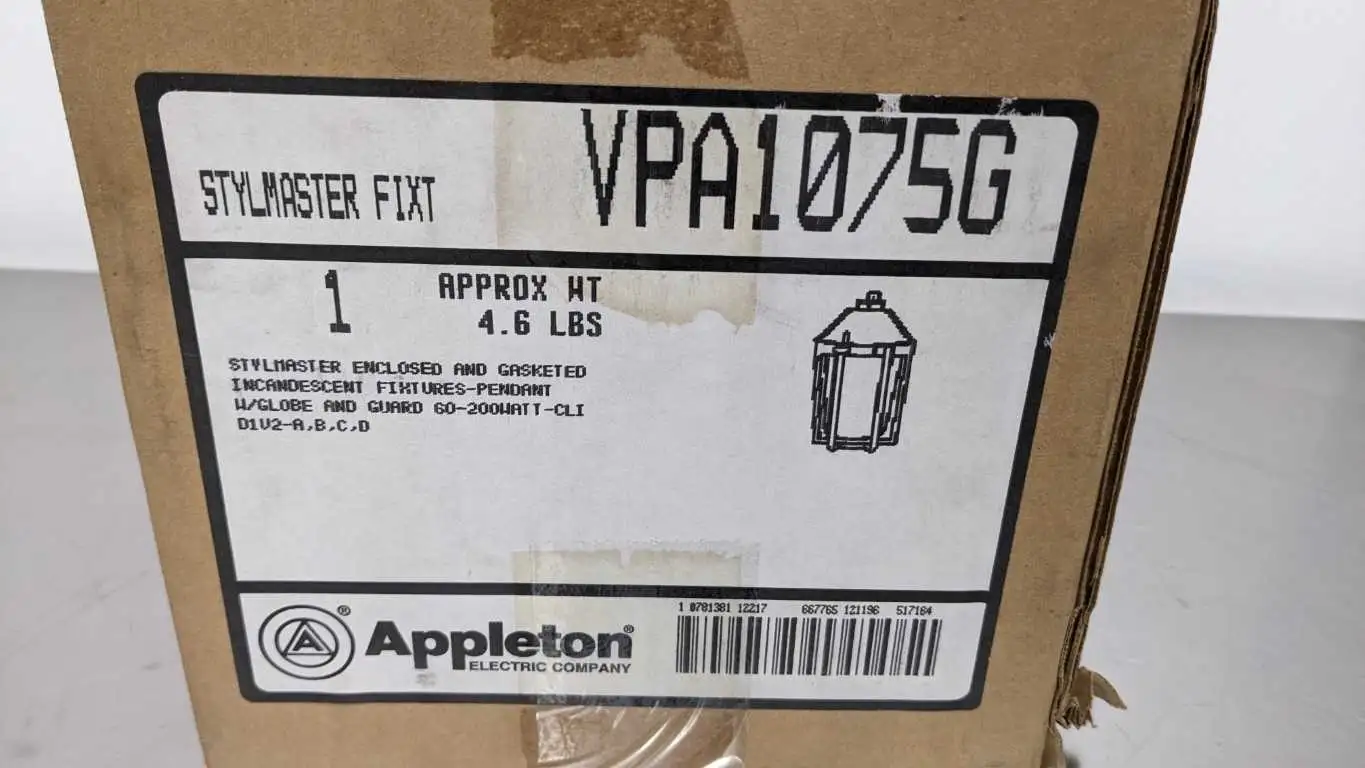 STYLMASTER FIXT
VPA1075G
1
APPROX WT
4.6 LBS
STYLMASTER ENCLOSED AND GASKETED
INCANDESCENT FIXTURES-PENDANT
W/GLOBE AND GUARD 60-200WATT-CLI
D1V2-A,B,C,D
A ®
Appleton®
ELECTRIC COMPANY
1 0781381 12217 667765 121196 517184